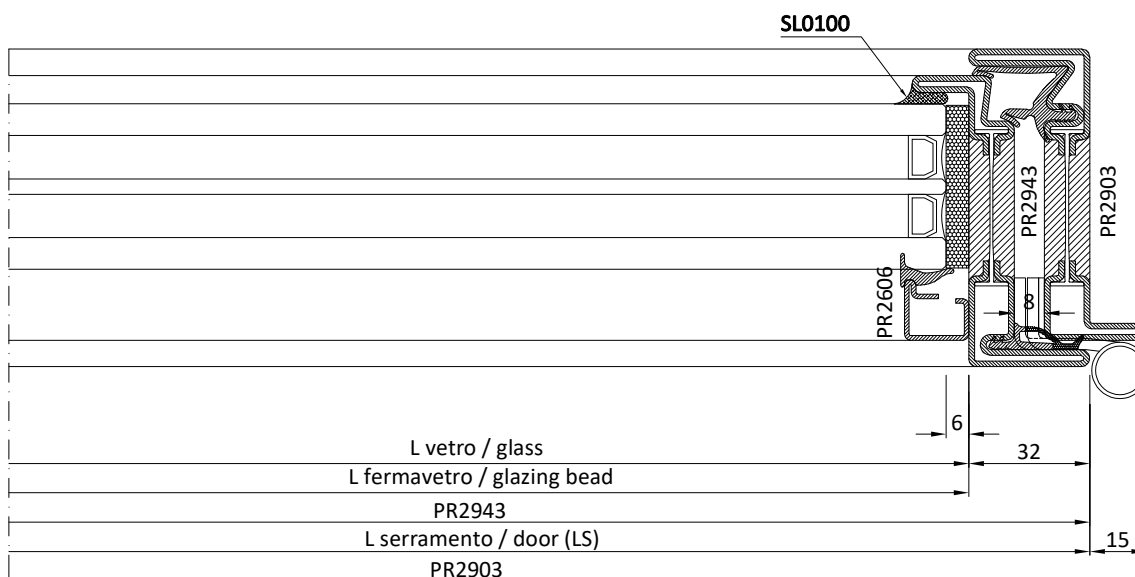 SL0100
PR2943
PR2903
PR2606
8
6
L vetro / glass
32
L fermavetro / glazing bead
PR2943
L serramento / door (LS)
15
PR2903